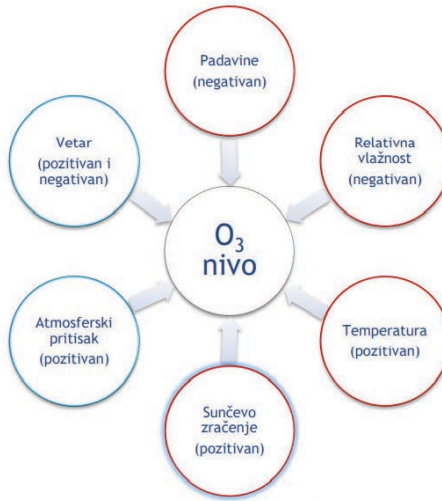 Padavine
(negativan)
Vetar
(pozitivan i
negativan)
Relativna
vlažnost
(negativan)
O₃
nivo
Atmosferski
pritisak
(pozitivan)
Temperatura
(pozitivan)
Sunčevo
zračenje
(pozitivan)